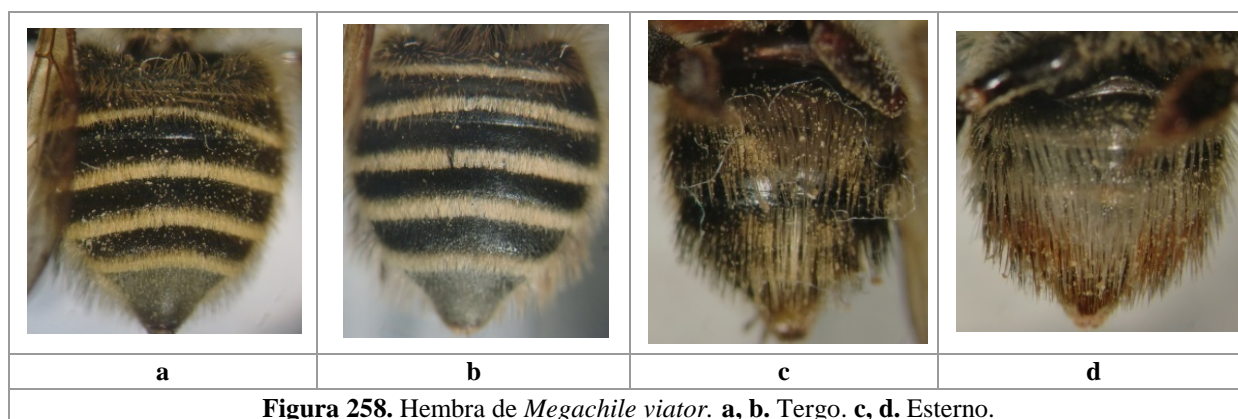 a b c d
Figura 258. Hembra de Megachile viator. a, b. Tergo. c, d. Esterno.